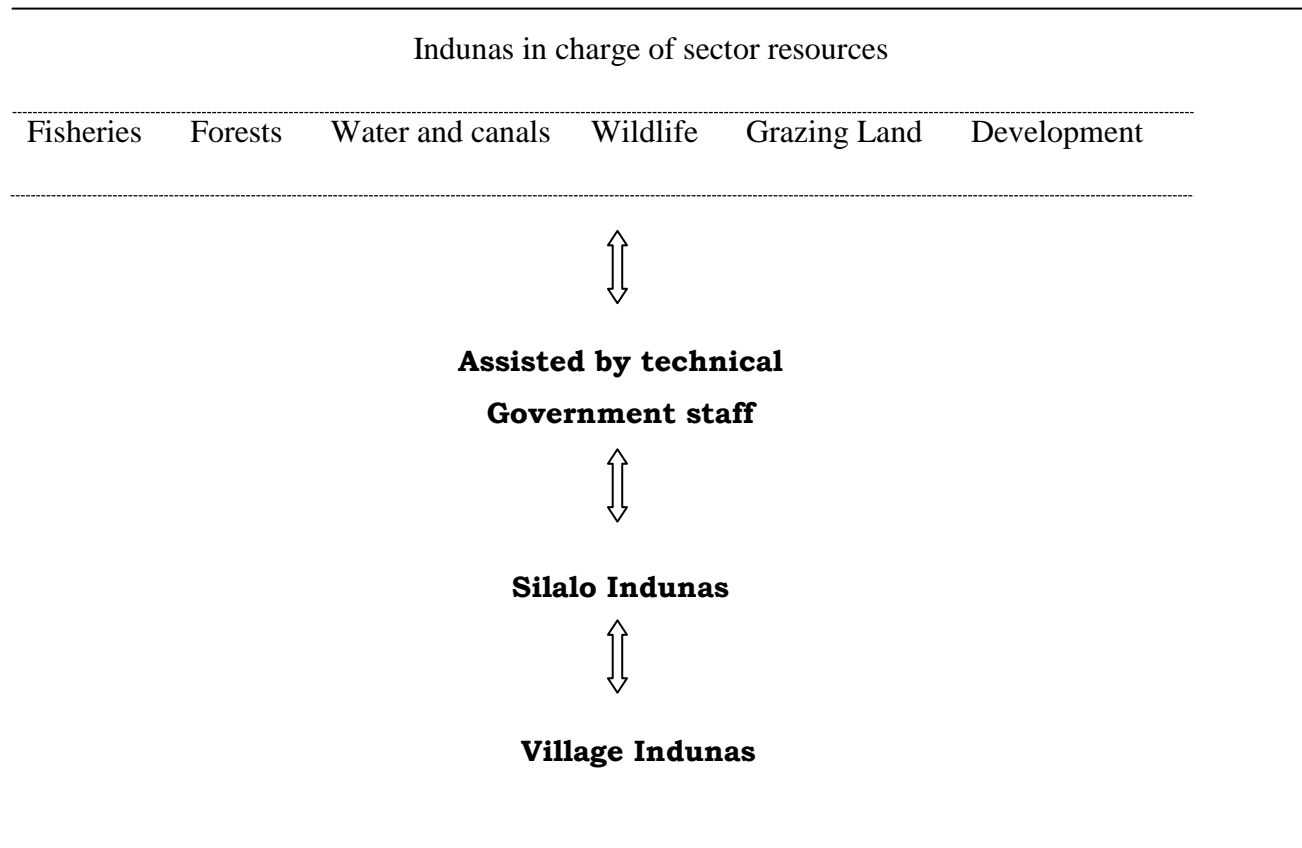 Indunas in charge of sector resources
Fisheries Forests Water and canals Wildlife Grazing Land Development
Assisted by technical
Government staff
Silalo Indunas
Village Indunas